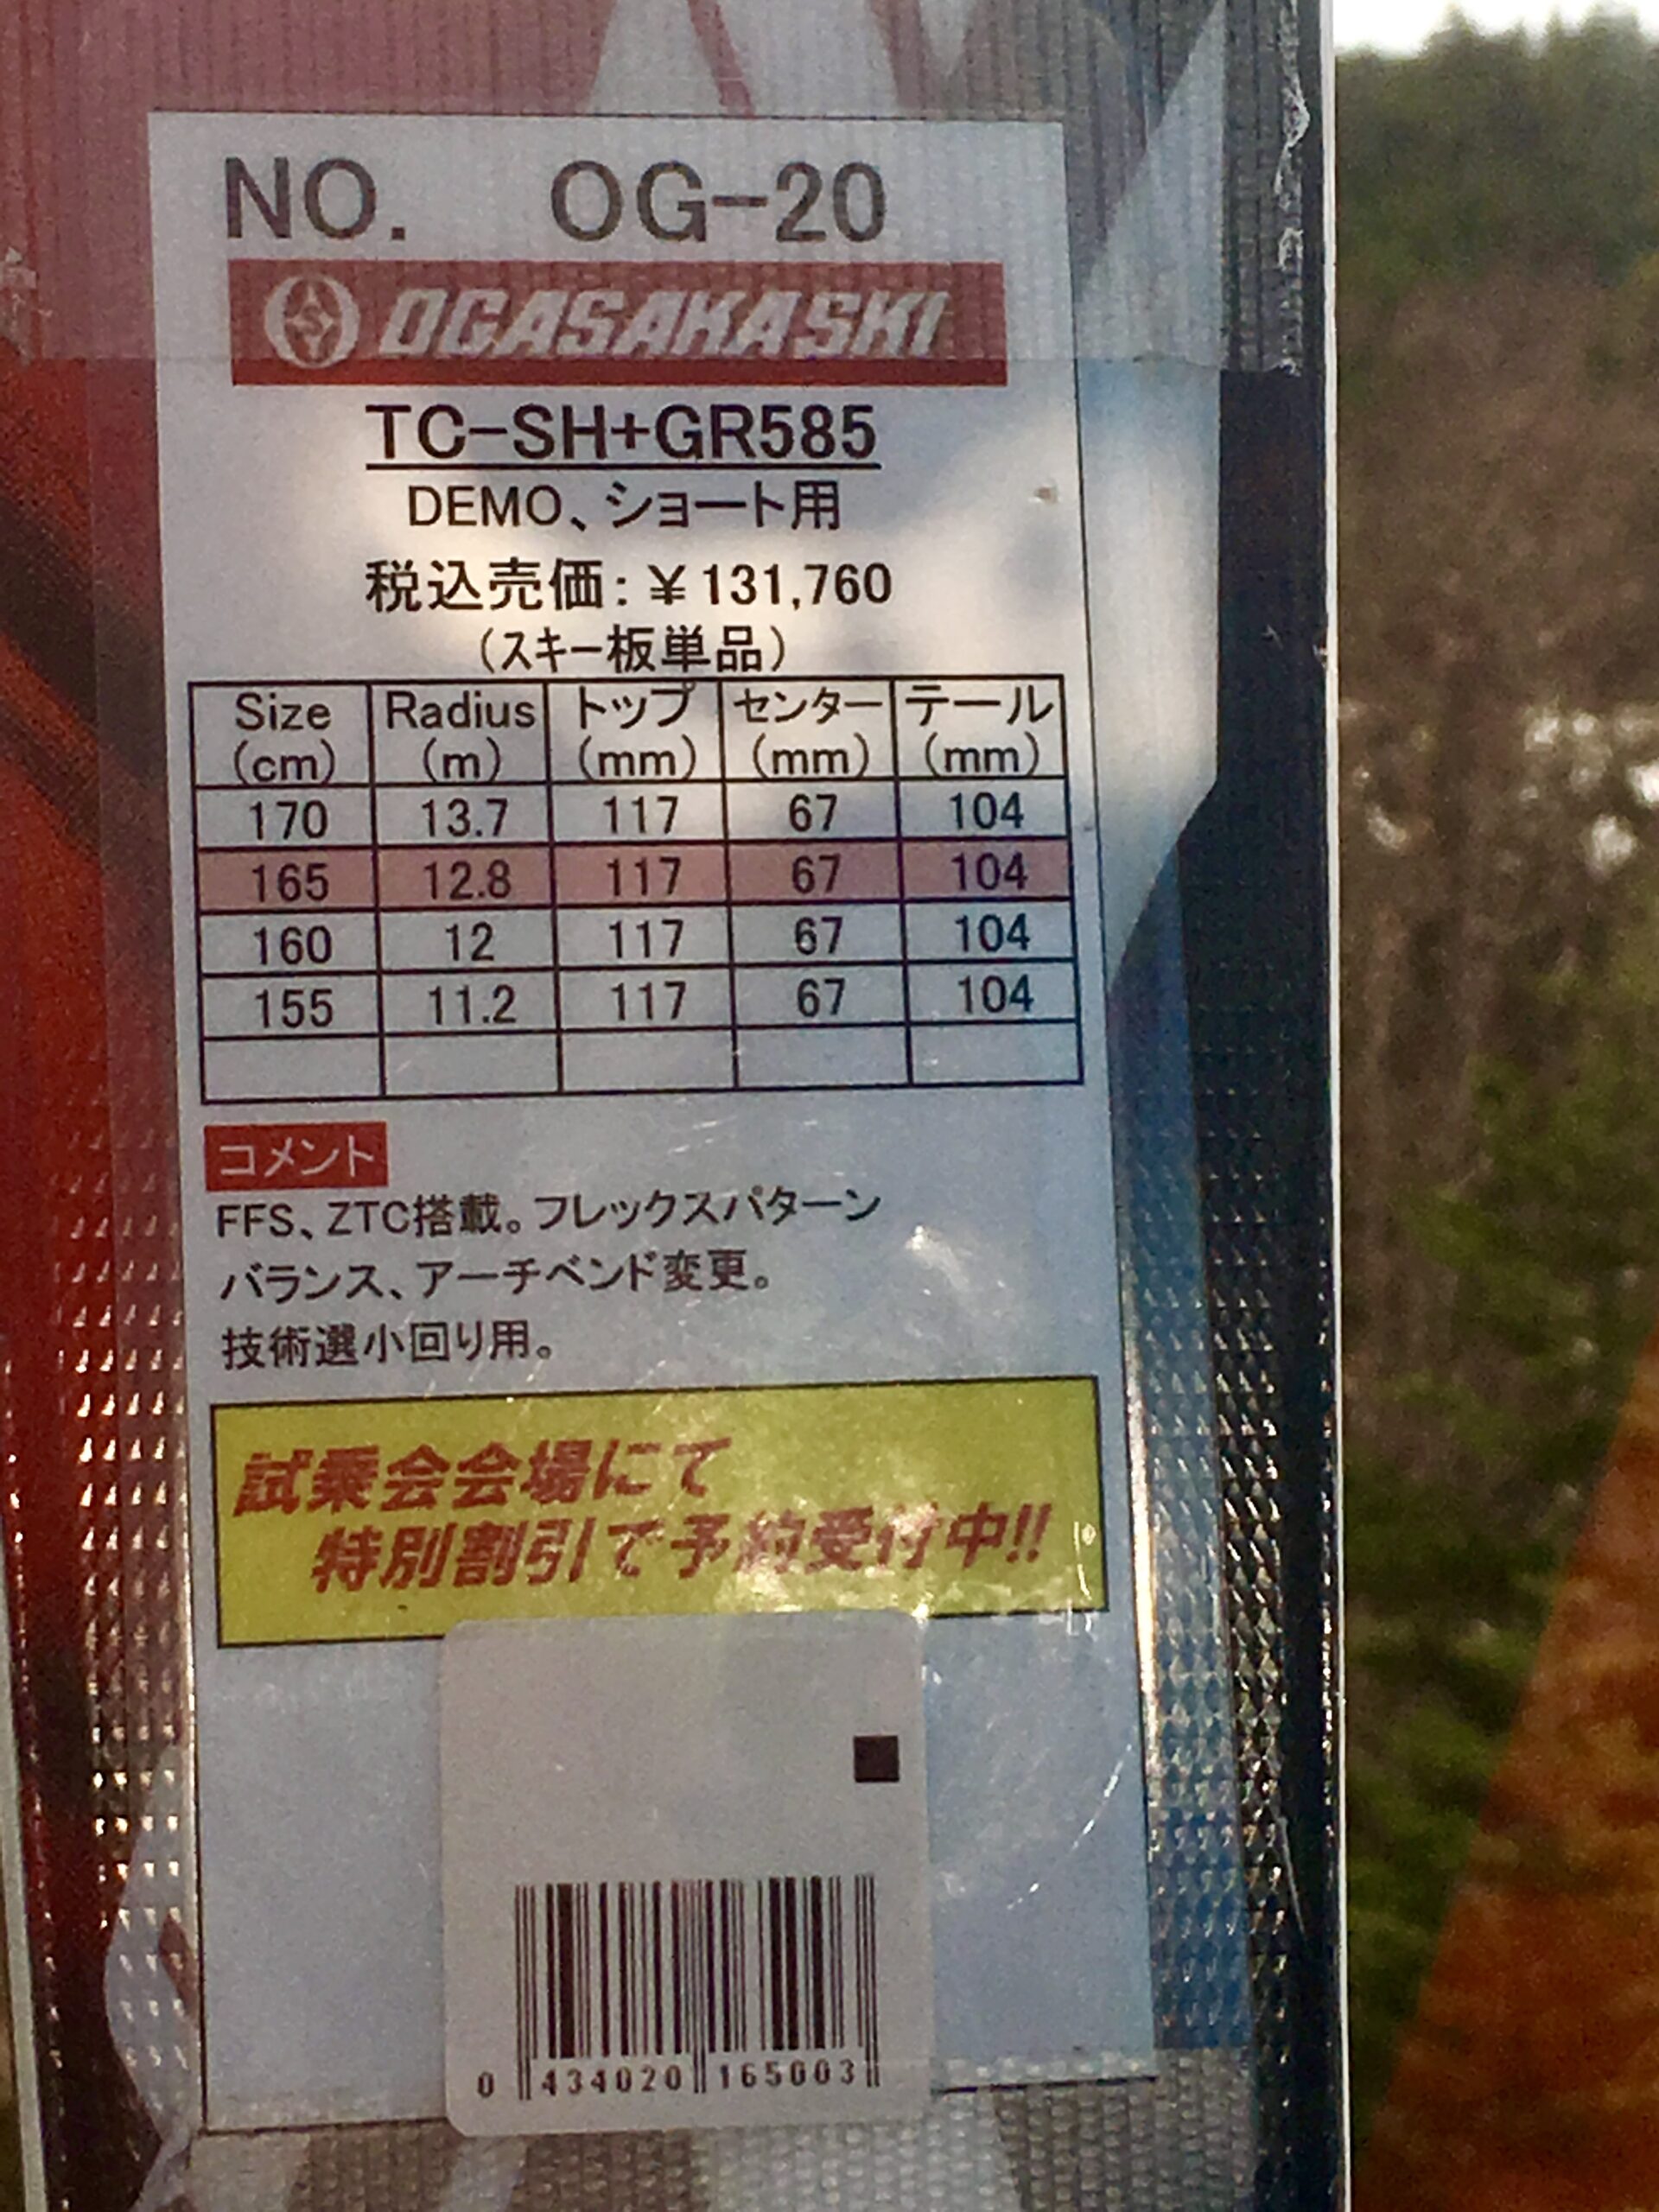 NO. OG-20
OGASAKA SKI
TC-SH+GR585
DEMO、ショート用
税込売価:￥131,760
(スキー板単品)
Size Radius トップ センター テール
(cm) (m) (mm) (mm) (mm)
170 13.7 117 67 104
165 12.8 117 67 104
160 12 117 67 104
155 11.2 117 67 104
コメント
FFS、ZTC搭載。フレックスパターン
バランス、アーチベンド変更。
技術選小回り用。
試乗会会場にて
特別割引で予約受付中!!
0 434020 165003